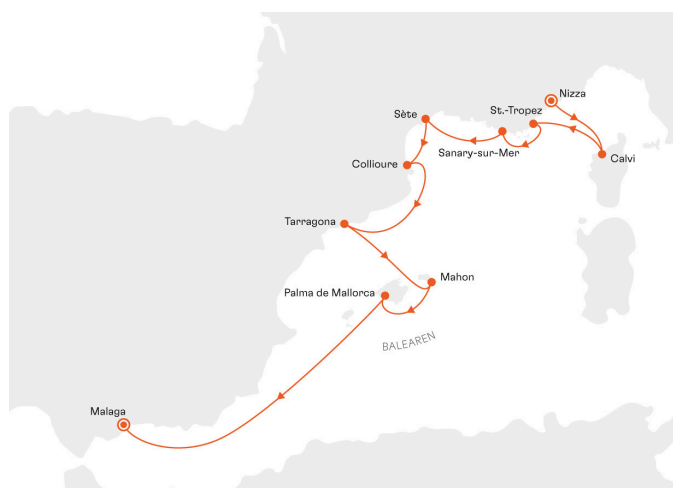 Nizza
St.-Tropez
Sète
Sanary-sur-Mer
Calvi
Collioure
Tarragona
Mahon
Palma de Mallorca
BALEAREN
Malaga